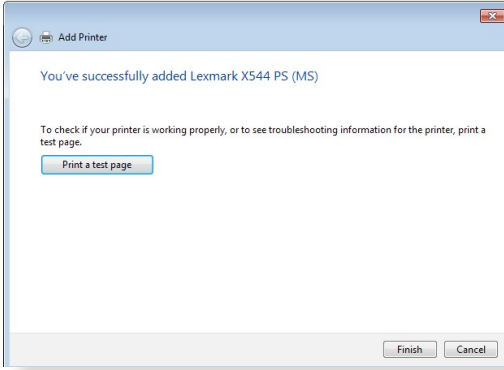 Add Printer
You've successfully added Lexmark X544 PS (MS)
To check if your printer is working properly, or to see troubleshooting information for the printer, print a
test page.
Print a test page
Finish Cancel